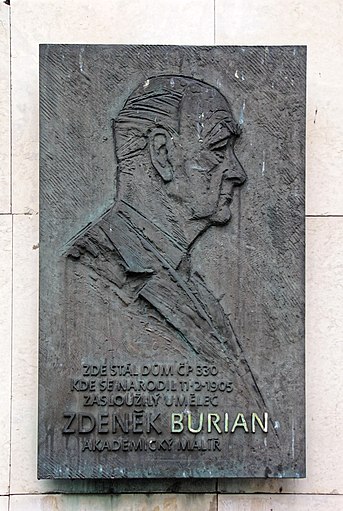 ZDE STÁL DŮM ČP 330
KDE SE NARODIL 11·2·1905
ZASLOUŽILÝ UMĚLEC
ZDENĚK BURIAN
AKADEMICKÝ MALÍŘ